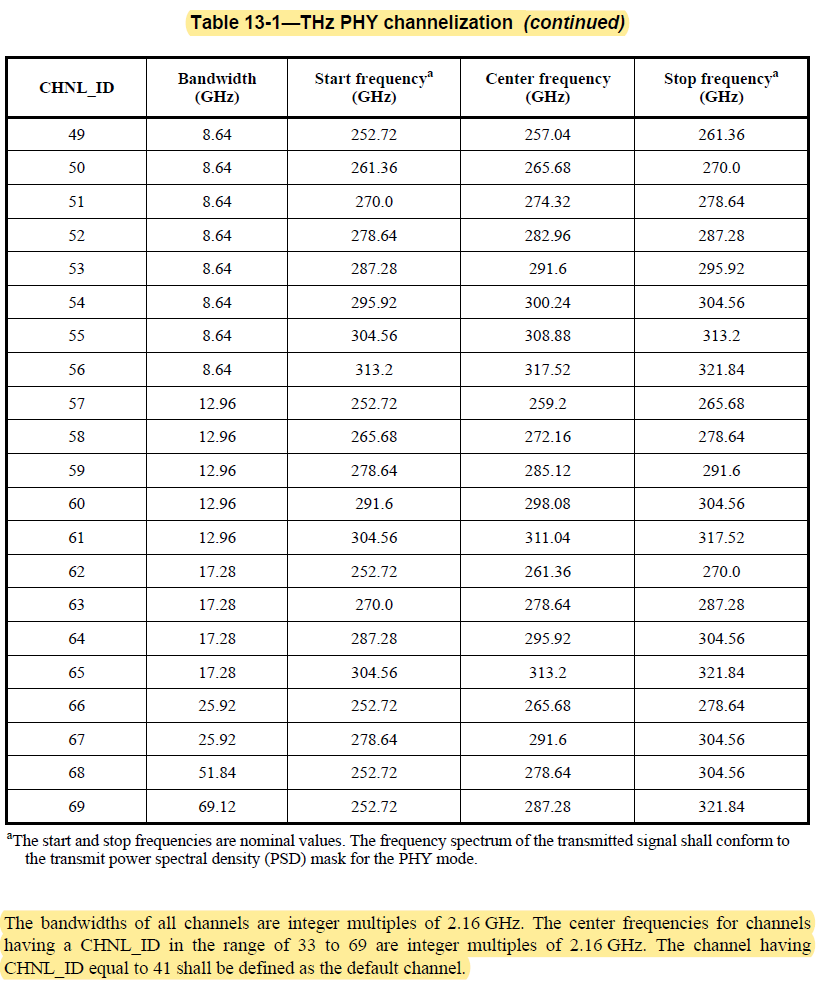 Table 13-1—THz PHY channelization (continued)
CHNL_ID Bandwidth (GHz) Start frequencyᵃ (GHz) Center frequency (GHz) Stop frequencyᵃ (GHz)
49 8.64 252.72 257.04 261.36
50 8.64 261.36 265.68 270.0
51 8.64 270.0 274.32 278.64
52 8.64 278.64 282.96 287.28
53 8.64 287.28 291.6 295.92
54 8.64 295.92 300.24 304.56
55 8.64 304.56 308.88 313.2
56 8.64 313.2 317.52 321.84
57 12.96 252.72 259.2 265.68
58 12.96 265.68 272.16 278.64
59 12.96 278.64 285.12 291.6
60 12.96 291.6 298.08 304.56
61 12.96 304.56 311.04 317.52
62 17.28 252.72 261.36 270.0
63 17.28 270.0 278.64 287.28
64 17.28 287.28 295.92 304.56
65 17.28 304.56 313.2 321.84
66 25.92 252.72 265.68 278.64
67 25.92 278.64 291.6 304.56
68 51.84 252.72 278.64 304.56
69 69.12 252.72 287.28 321.84
ᵃThe start and stop frequencies are nominal values. The frequency spectrum of the transmitted signal shall conform to
the transmit power spectral density (PSD) mask for the PHY mode.
The bandwidths of all channels are integer multiples of 2.16 GHz. The center frequencies for channels
having a CHNL_ID in the range of 33 to 69 are integer multiples of 2.16 GHz. The channel having
CHNL_ID equal to 41 shall be defined as the default channel.